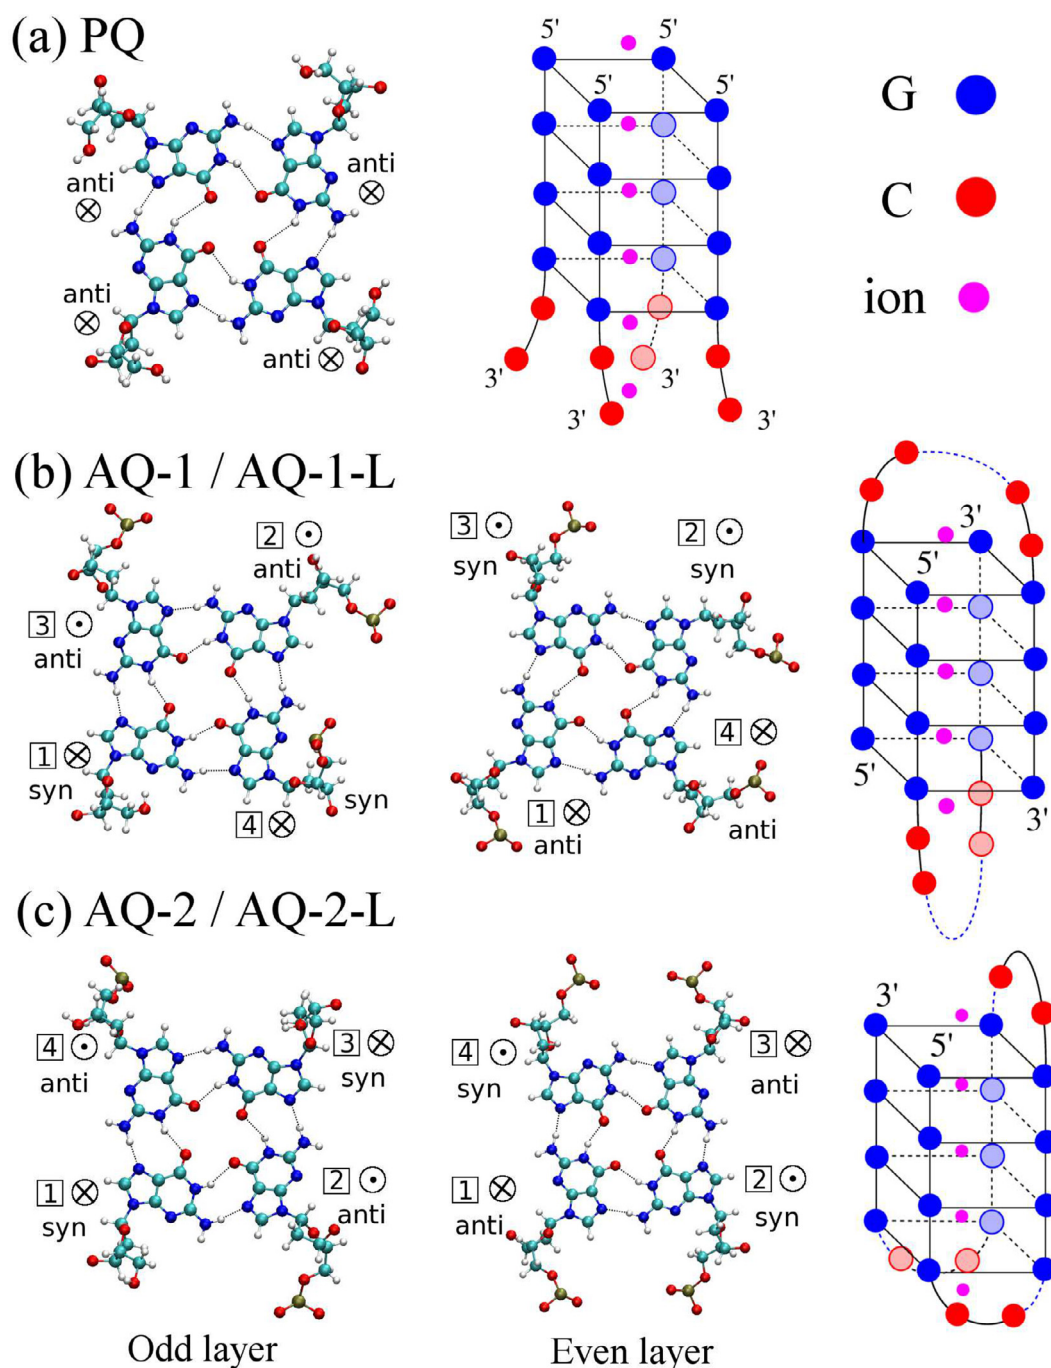 (a) PQ
anti ⊗
anti ⊗
anti ⊗
anti ⊗
5'
5'
5'
5'
3'
3'
3'
3'
G
C
ion
(b) AQ-1 / AQ-1-L
2 ⊙
anti
3 ⊙
anti
1 ⊗
syn
4 ⊗
syn
3 ⊙
syn
2 ⊙
syn
4 ⊗
anti
1 ⊗
anti
3'
5'
5'
3'
(c) AQ-2 / AQ-2-L
4 ⊙
anti
3 ⊗
syn
1 ⊗
syn
2 ⊙
anti
4 ⊙
syn
3 ⊗
anti
1 ⊗
anti
2 ⊙
syn
3'
5'
Odd layer
Even layer